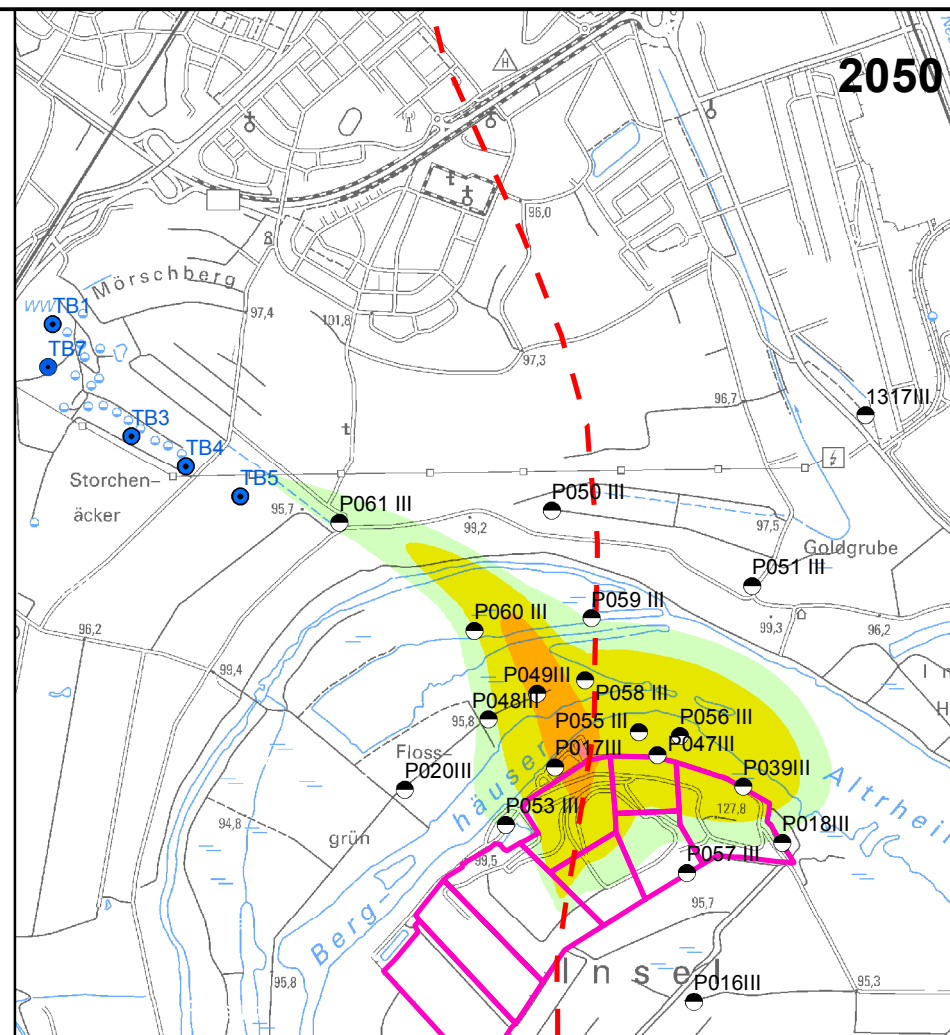 2050
H
96,0
Mörschberg
WW
TB1
97,4
101,8
TB7
97,3
96,7
1317III
TB3
TB4
Storchen-
TB5
äcker
95,7
P061 III
P050 III
99,2
97,5
Goldgrube
P051 III
P059 III
99,3
96,2
96,2
P060 III
99,4
P049III
P058 III
P048III
95,8
P055 III
P056 III
Floss-
P017III
P047III
P020III
P039III
Altrhein
häuser
127,8
P053 III
94,8
grün
P018III
99,5
P057 III
Berg-
95,7
95,8
Insel
P016III
95,3